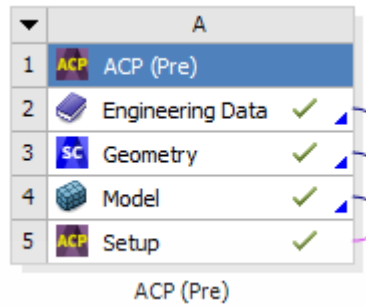 A
1 ACP ACP (Pre)
2 Engineering Data
3 SC Geometry
4 Model
5 ACP Setup
ACP (Pre)